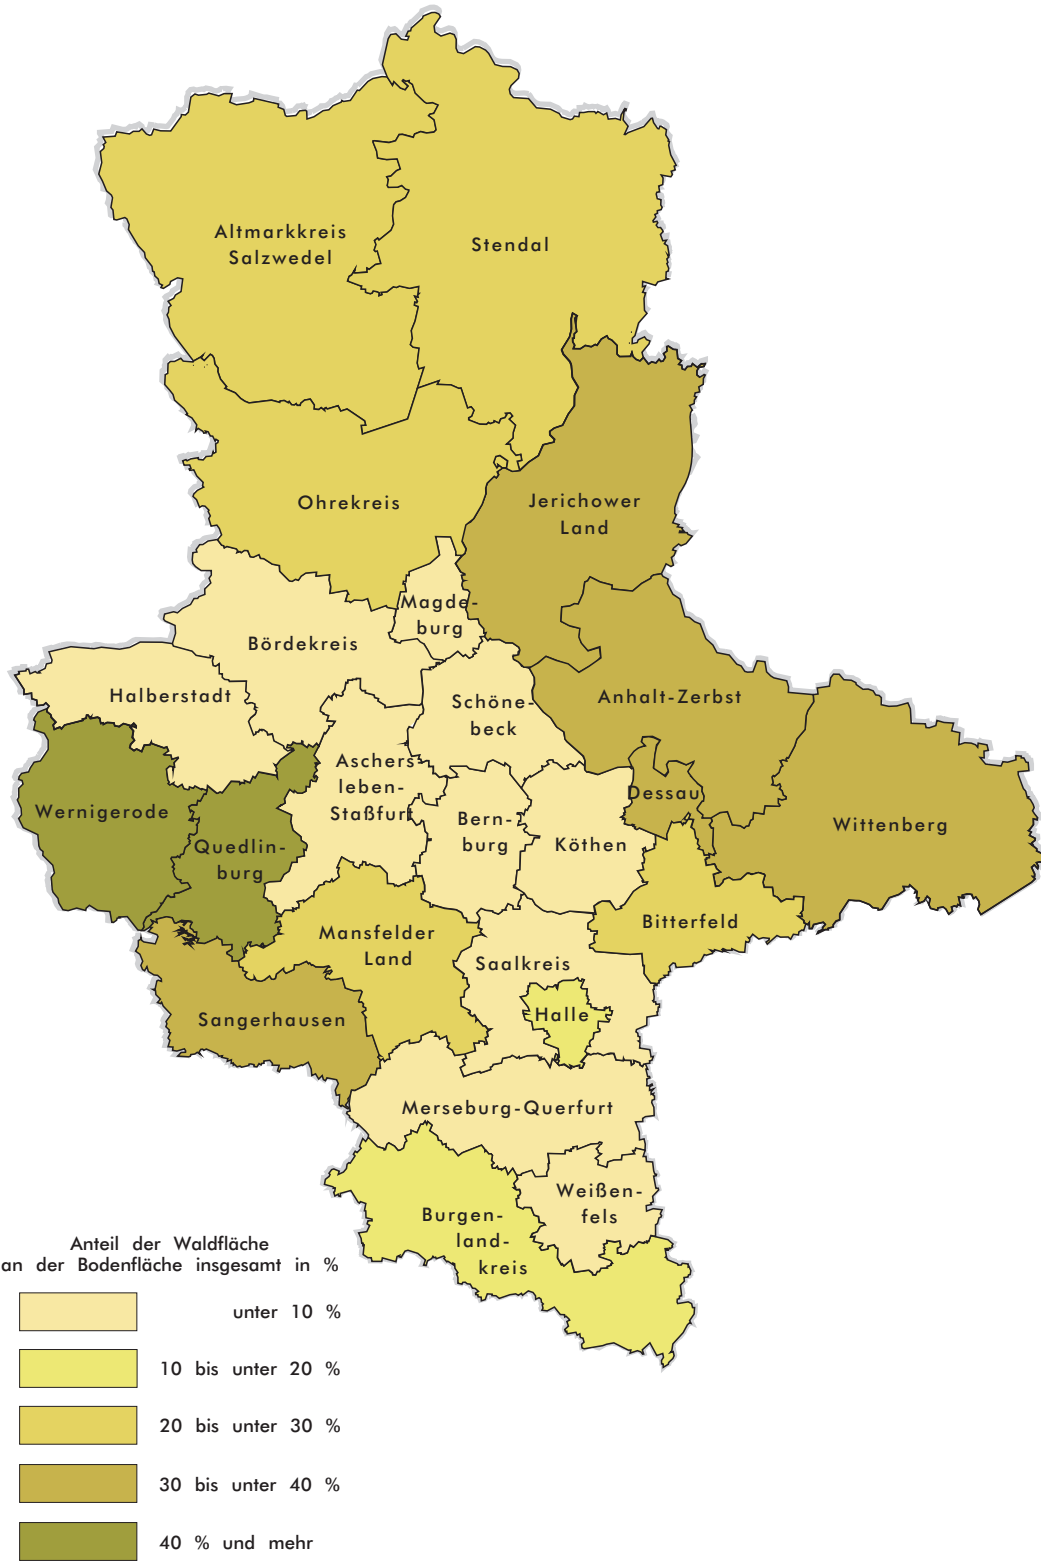 Altmarkkreis
Salzwedel
Stendal
Ohrekreis
Jerichower
Land
Magde-
burg
Bördekreis
Halberstadt
Schöne-
beck
Anhalt-Zerbst
Aschers
leben-
Staßfurt
Wernigerode
Dessau
Bern-
burg
Köthen
Wittenberg
Quedlin-
burg
Bitterfeld
Mansfelder
Land
Saalkreis
Halle
Sangerhausen
Merseburg-Querfurt
Weißen-
fels
Burgen-
land-
kreis
Anteil der Waldfläche
an der Bodenfläche insgesamt in %
unter 10 %
10 bis unter 20 %
20 bis unter 30 %
30 bis unter 40 %
40 % und mehr